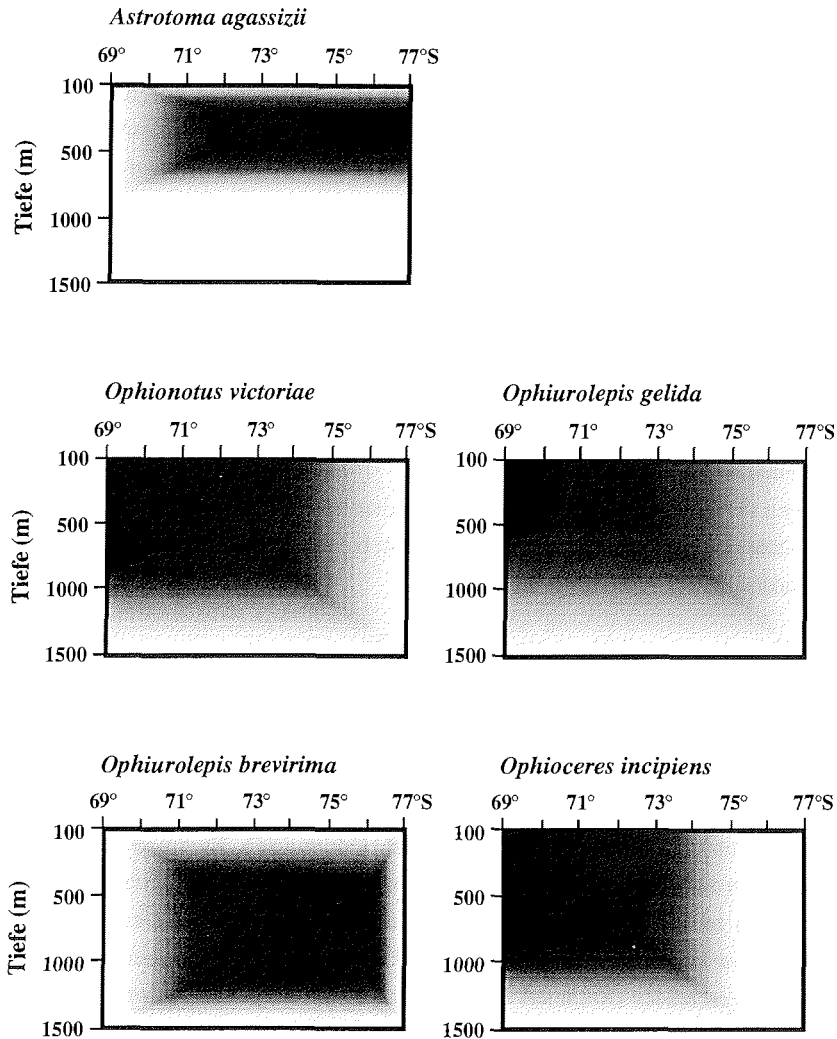 Astrotoma agassizii
69° 71° 73° 75° 77°S
100
500
1000
1500
Tiefe (m)
Ophionotus victoriae
69° 71° 73° 75° 77°S
100
500
1000
1500
Tiefe (m)
Ophiurolepis gelida
69° 71° 73° 75° 77°S
100
500
1000
1500
Ophiurolepis brevirima
69° 71° 73° 75° 77°S
100
500
1000
1500
Tiefe (m)
Ophioceres incipiens
69° 71° 73° 75° 77°S
100
500
1000
1500